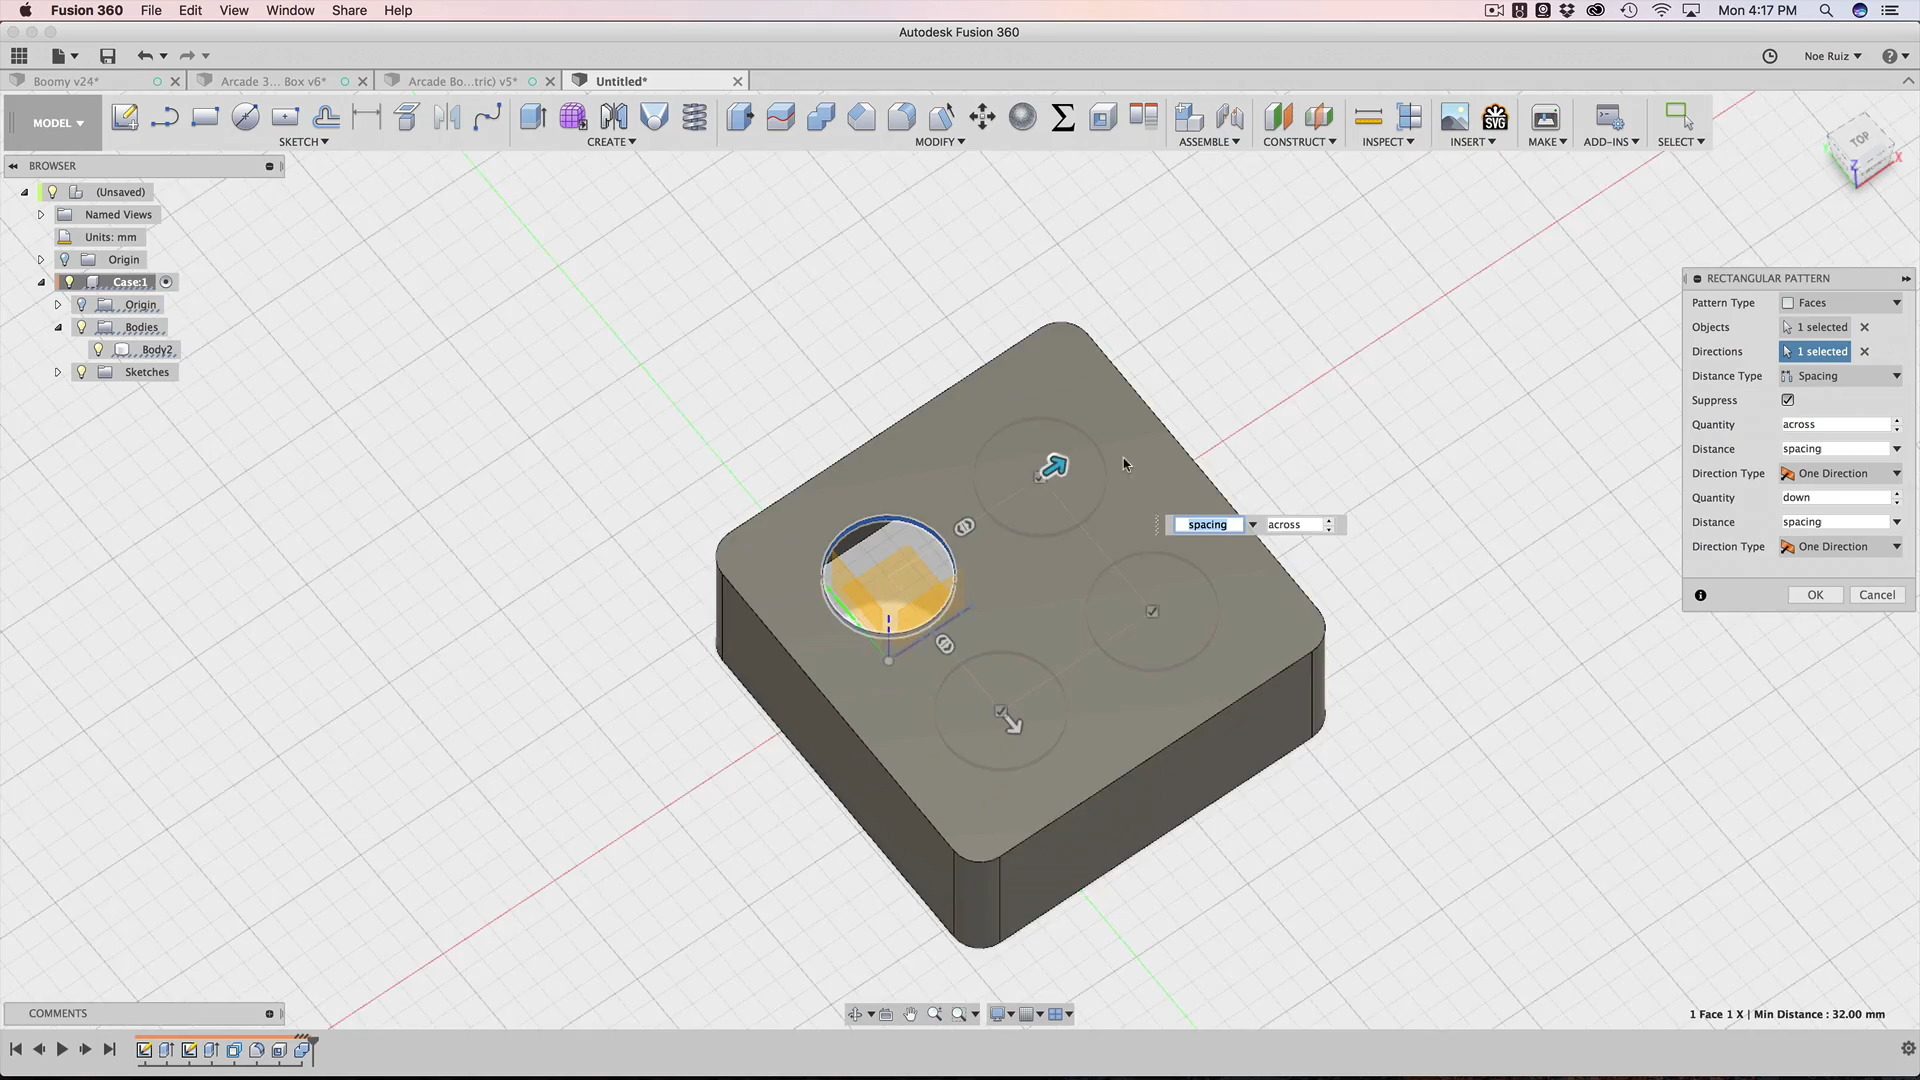 Fusion 360 File Edit View Window Share Help Mon 4:17 PM
Autodesk Fusion 360
Noe Ruiz
Boomy v24* Arcade 3... Box v6* Arcade Bo...tric) v5* Untitled*
MODEL
SVG
SKETCH CREATE MODIFY ASSEMBLE CONSTRUCT INSPECT INSERT MAKE ADD-INS SELECT
TOP
X
Z
BROWSER
(Unsaved)
Named Views
Units: mm
Origin
Case:1
Origin
Bodies
Body2
Sketches
RECTANGULAR PATTERN
Pattern Type Faces
Objects 1 selected
Directions 1 selected
Distance Type Spacing
Suppress
Quantity across
Distance spacing
Direction Type One Direction
Quantity down
Distance spacing
Direction Type One Direction
OK Cancel
spacing across
COMMENTS
1 Face 1 X | Min Distance : 32.00 mm